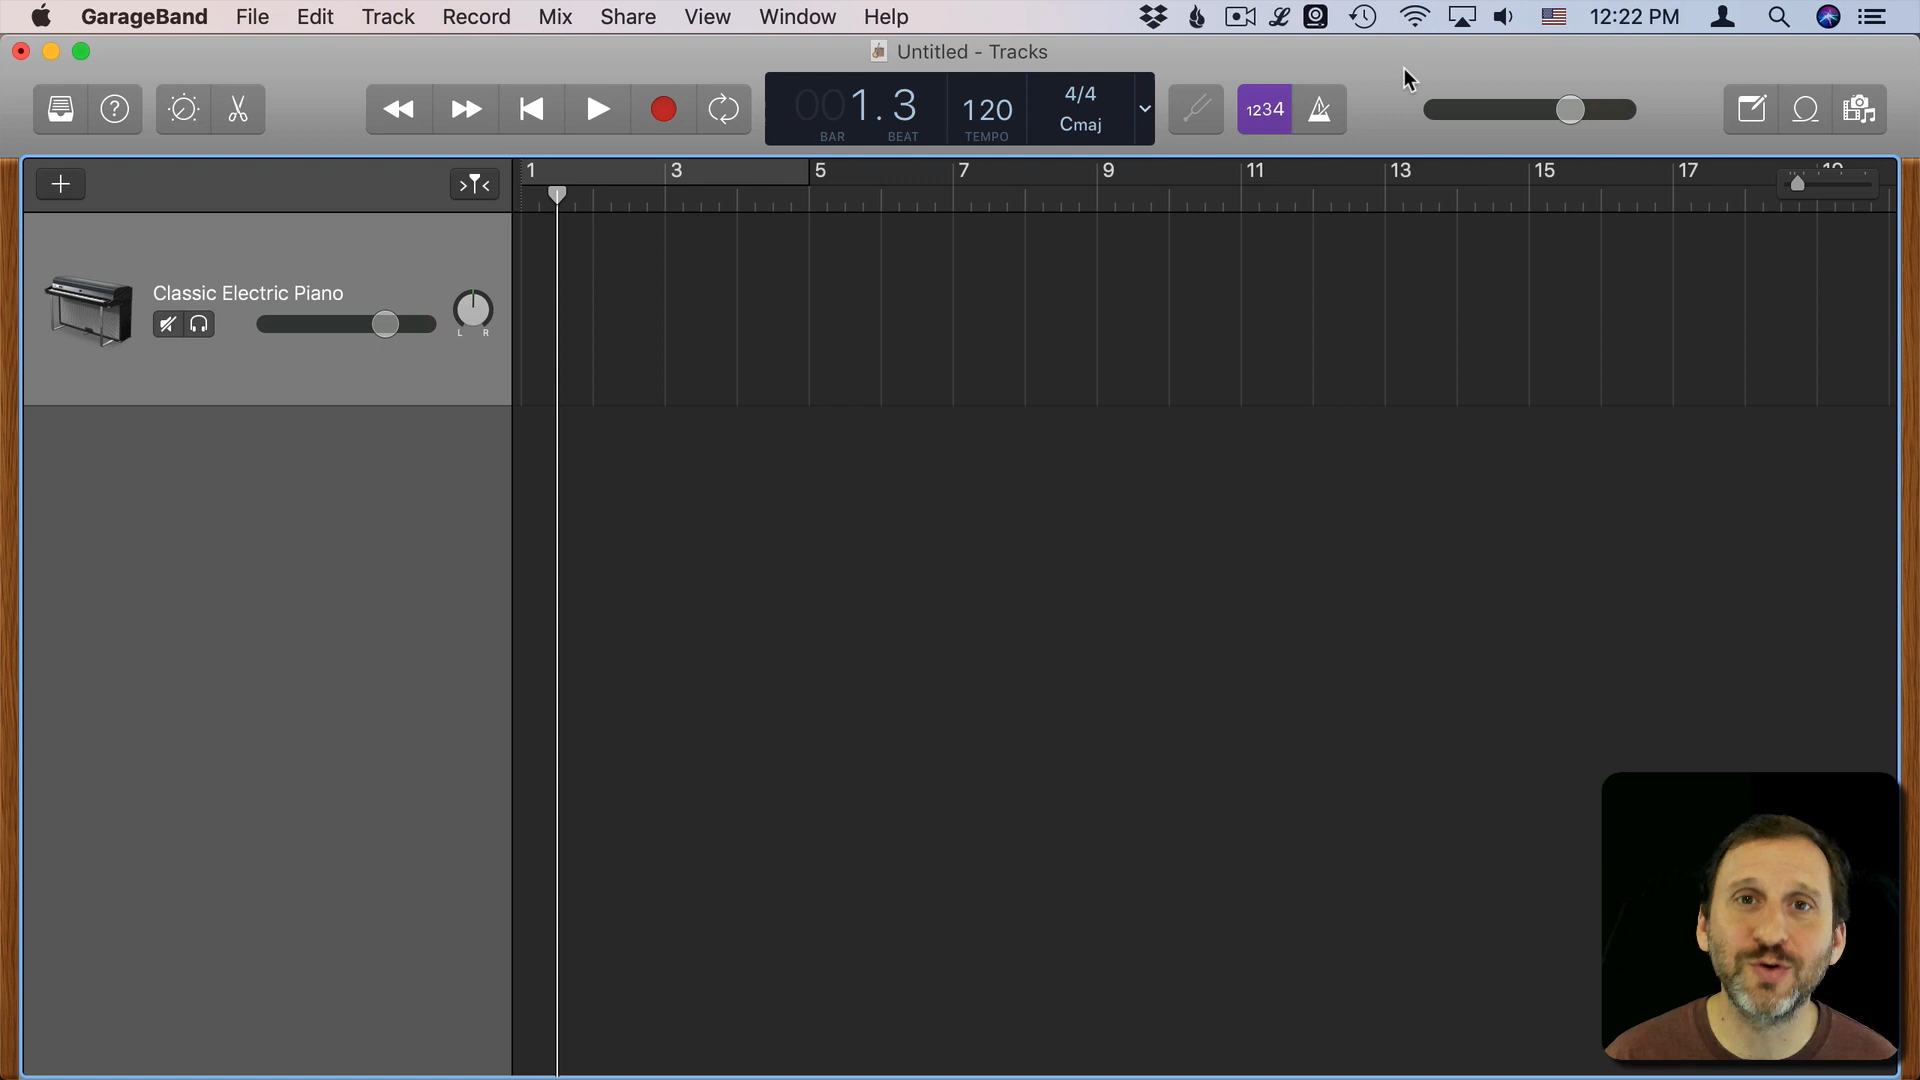 GarageBand File Edit Track Record Mix Share View Window Help 12:22 PM
Untitled - Tracks
001.3 120 4/4
Cmaj
BAR BEAT TEMPO
1234
1 3 5 7 9 11 13 15 17 19
Classic Electric Piano
L R